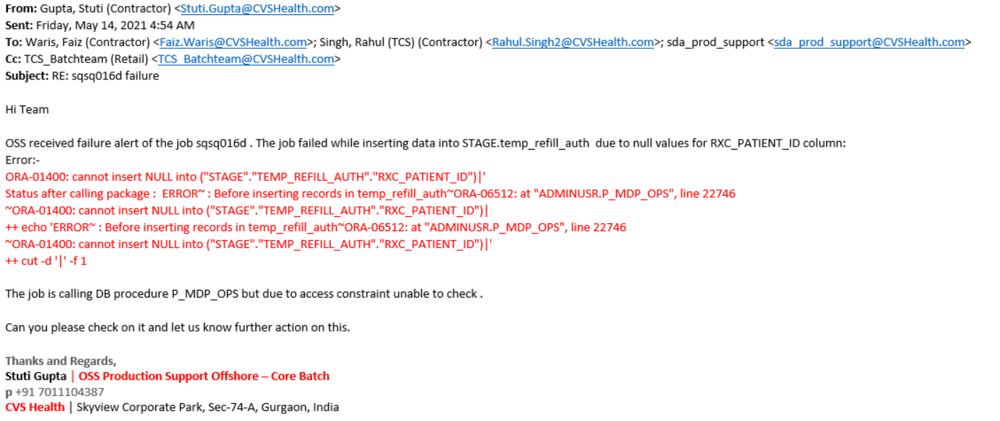 From: Gupta, Stuti (Contractor) <Stuti.Gupta@CVSHealth.com>
Sent: Friday, May 14, 2021 4:54 AM
To: Waris, Faiz (Contractor) <Faiz.Waris@CVSHealth.com>; Singh, Rahul (TCS) (Contractor) <Rahul.Singh2@CVSHealth.com>; sda_prod_support <sda_prod_support@CVSHealth.com>
Cc: TCS_Batchteam (Retail) <TCS_Batchteam@CVSHealth.com>
Subject: RE: sqsq016d failure
Hi Team
OSS received failure alert of the job sqsq016d . The job failed while inserting data into STAGE.temp_refill_auth  due to null values for RXC_PATIENT_ID column:
Error:-
ORA-01400: cannot insert NULL into ("STAGE"."TEMP_REFILL_AUTH"."RXC_PATIENT_ID")|'
Status after calling package :  ERROR~ : Before inserting records in temp_refill_auth~ORA-06512: at "ADMINUSR.P_MDP_OPS", line 22746
~ORA-01400: cannot insert NULL into ("STAGE"."TEMP_REFILL_AUTH"."RXC_PATIENT_ID")|
++ echo 'ERROR~ : Before inserting records in temp_refill_auth~ORA-06512: at "ADMINUSR.P_MDP_OPS", line 22746
~ORA-01400: cannot insert NULL into ("STAGE"."TEMP_REFILL_AUTH"."RXC_PATIENT_ID")|'
++ cut -d '|' -f 1
The job is calling DB procedure P_MDP_OPS but due to access constraint unable to check .
Can you please check on it and let us know further action on this.
Thanks and Regards,
Stuti Gupta | OSS Production Support Offshore – Core Batch
p +91 7011104387
CVS Health | Skyview Corporate Park, Sec-74-A, Gurgaon, India